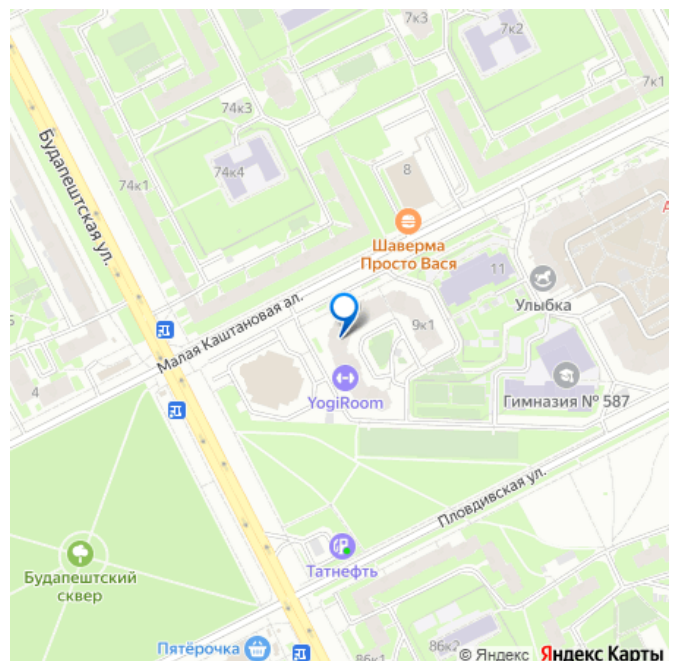 7к3
7к2
7к1
74к3
Будапештская ул.
74к4
74к1
8
Шаверма
Просто Вася
11
Улыбка
Малая Каштановая ал.
9к1
4
YogiRoom
Гимназия № 587
Пловдивская ул.
Татнефть
Будапештский
сквер
Пятёрочка
86к2
86к1
© Яндекс Яндекс Карты